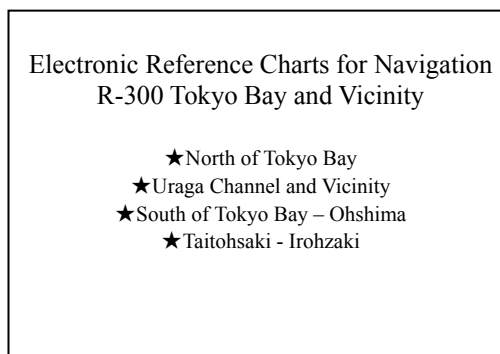 Electronic Reference Charts for Navigation
R-300 Tokyo Bay and Vicinity
★North of Tokyo Bay
★Uraga Channel and Vicinity
★South of Tokyo Bay – Ohshima
★Taitohsaki - Irohzaki